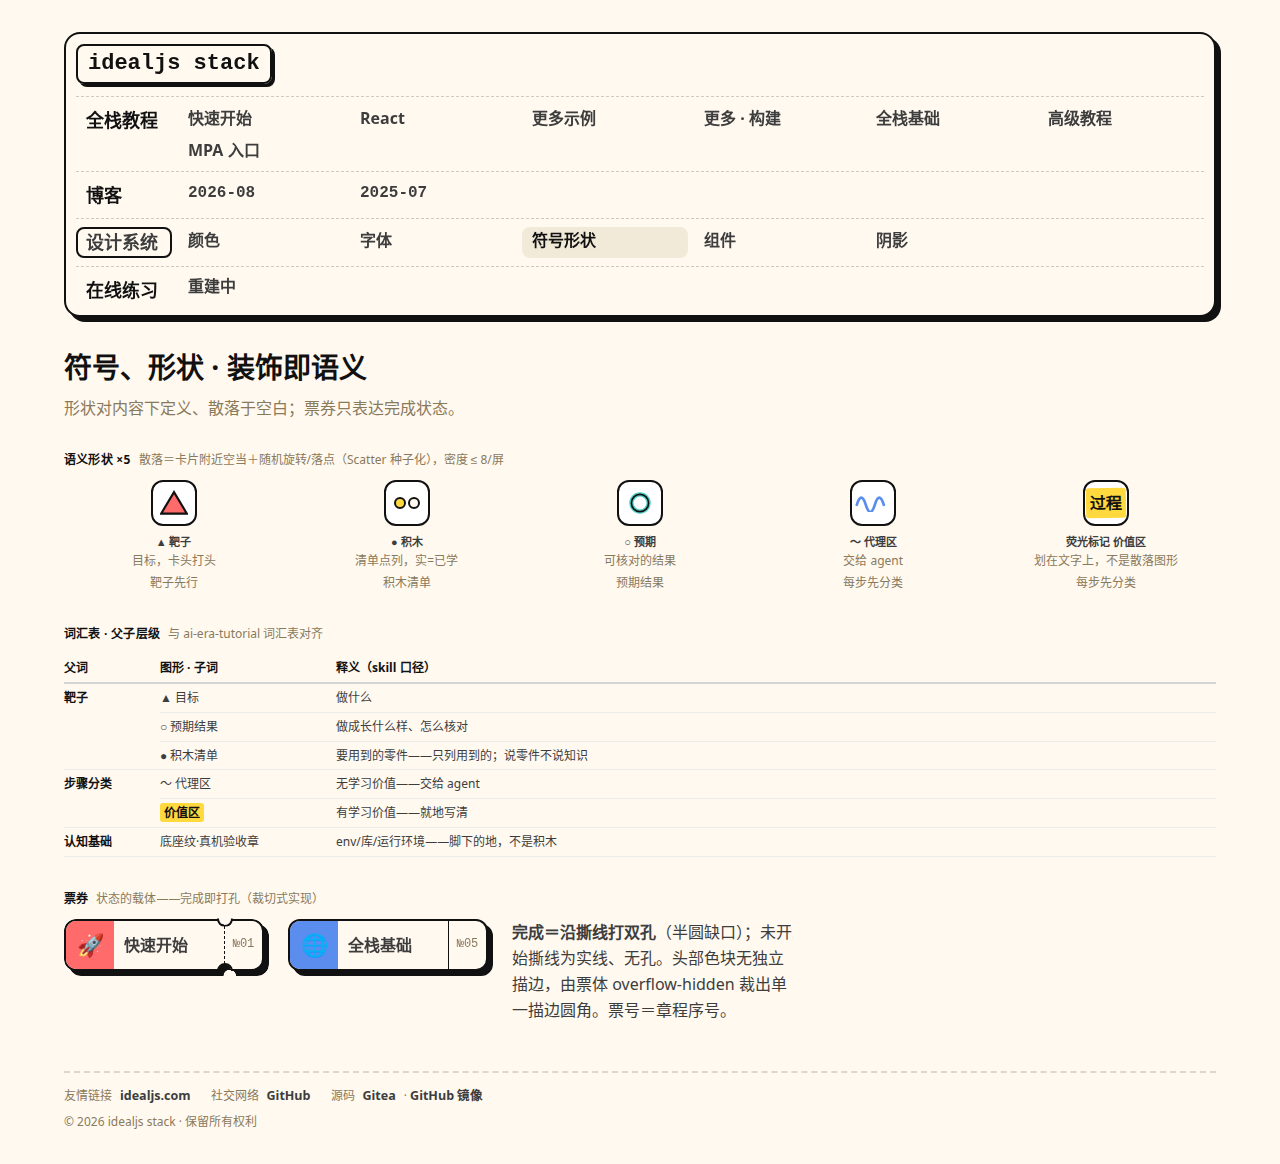 idealjs stack
全栈教程 快速开始 React 更多示例 更多 · 构建 全栈基础 高级教程
MPA 入口
博客 2026-08 2025-07
设计系统 颜色 字体 符号形状 组件 阴影
在线练习 重建中
符号、形状 · 装饰即语义
形状对内容下定义、散落于空白；票券只表达完成状态。
语义形状 ×5 散落＝卡片附近空当＋随机旋转/落点（Scatter 种子化），密度 ≤ 8/屏
过程
▲ 靶子 ● 积木 ○ 预期 〜 代理区 荧光标记 价值区
目标，卡头打头 清单点列，实=已学 可核对的结果 交给 agent 划在文字上，不是散落图形
靶子先行 积木清单 预期结果 每步先分类 每步先分类
词汇表 · 父子层级 与 ai-era-tutorial 词汇表对齐
父词 图形 · 子词 释义（skill 口径）
靶子 ▲ 目标 做什么
○ 预期结果 做成长什么样、怎么核对
● 积木清单 要用到的零件——只列用到的；说零件不说知识
步骤分类 〜 代理区 无学习价值——交给 agent
价值区 有学习价值——就地写清
认知基础 底座纹·真机验收章 env/库/运行环境——脚下的地，不是积木
票券 状态的载体——完成即打孔（裁切式实现）
快速开始 №01 全栈基础 №05
完成＝沿撕线打双孔（半圆缺口）；未开
始撕线为实线、无孔。头部色块无独立
描边，由票体 overflow-hidden 裁出单
一描边圆角。票号＝章程序号。
友情链接 idealjs.com 社交网络 GitHub 源码 Gitea · GitHub 镜像
© 2026 idealjs stack · 保留所有权利